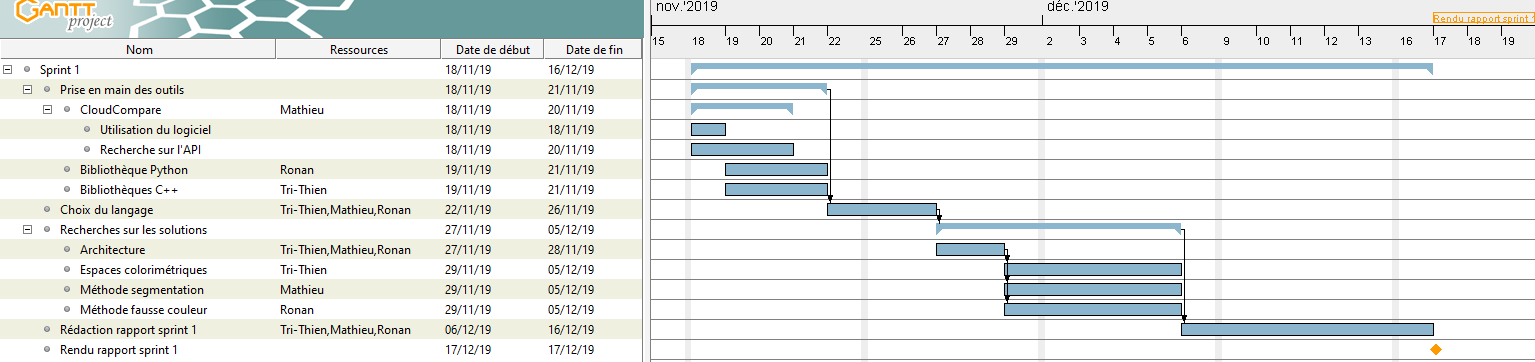 GANTT project
nov.'2019 déc.'2019
Rendu rapport sprint 1
15 18 19 20 21 22 25 26 27 28 29 2 3 4 5 6 9 10 11 12 13 16 17 18 19
Nom Ressources Date de début Date de fin
Sprint 1 18/11/19 16/12/19
Prise en main des outils 18/11/19 21/11/19
CloudCompare Mathieu 18/11/19 20/11/19
Utilisation du logiciel 18/11/19 18/11/19
Recherche sur l'API 18/11/19 20/11/19
Bibliothèque Python Ronan 19/11/19 21/11/19
Bibliothèques C++ Tri-Thien 19/11/19 21/11/19
Choix du langage Tri-Thien,Mathieu,Ronan 22/11/19 26/11/19
Recherches sur les solutions 27/11/19 05/12/19
Architecture Tri-Thien,Mathieu,Ronan 27/11/19 28/11/19
Espaces colorimétriques Tri-Thien 29/11/19 05/12/19
Méthode segmentation Mathieu 29/11/19 05/12/19
Méthode fausse couleur Ronan 29/11/19 05/12/19
Rédaction rapport sprint 1 Tri-Thien,Mathieu,Ronan 06/12/19 16/12/19
Rendu rapport sprint 1 17/12/19 17/12/19